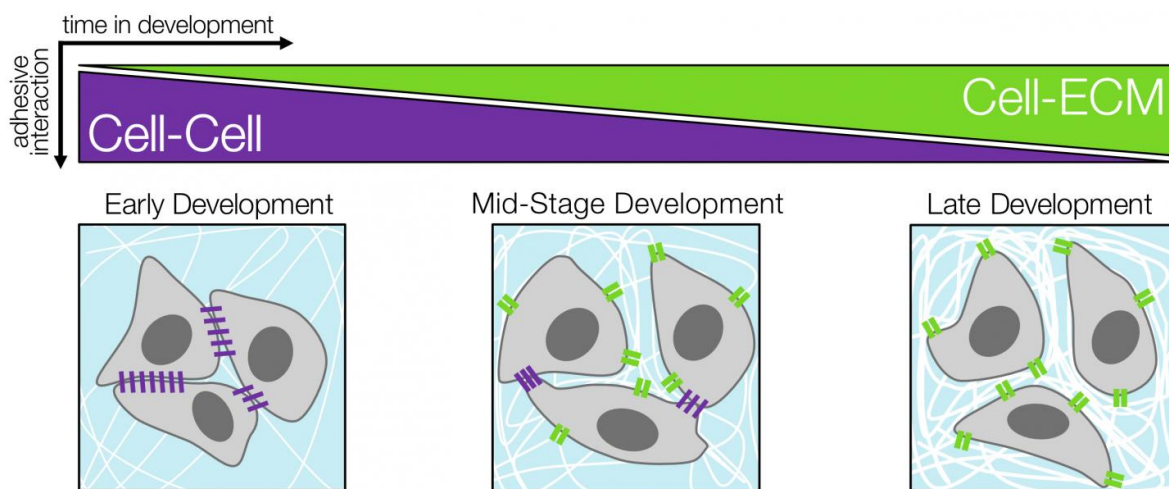 time in development
adhesive
interaction
Cell-Cell
Cell-ECM
Early Development
Mid-Stage Development
Late Development